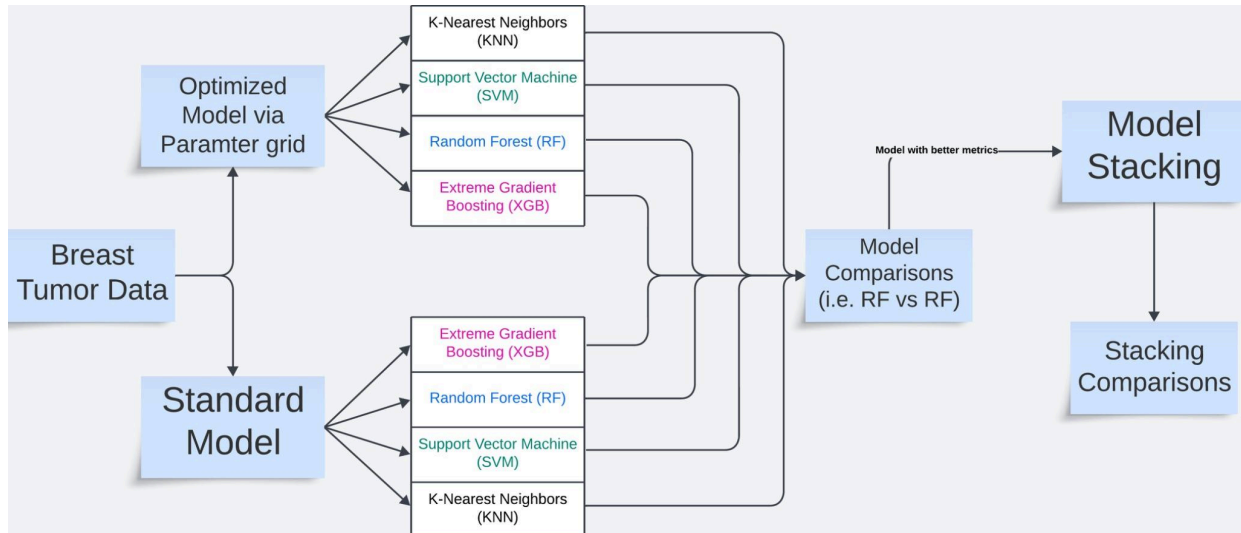 K-Nearest Neighbors
(KNN)
Support Vector Machine
(SVM)
Random Forest (RF)
Extreme Gradient
Boosting (XGB)
Optimized
Model via
Paramter grid
Breast
Tumor Data
Standard
Model
Extreme Gradient
Boosting (XGB)
Random Forest (RF)
Support Vector Machine
(SVM)
K-Nearest Neighbors
(KNN)
Model
Comparisons
(i.e. RF vs RF)
Model with better metrics
Model
Stacking
Stacking
Comparisons